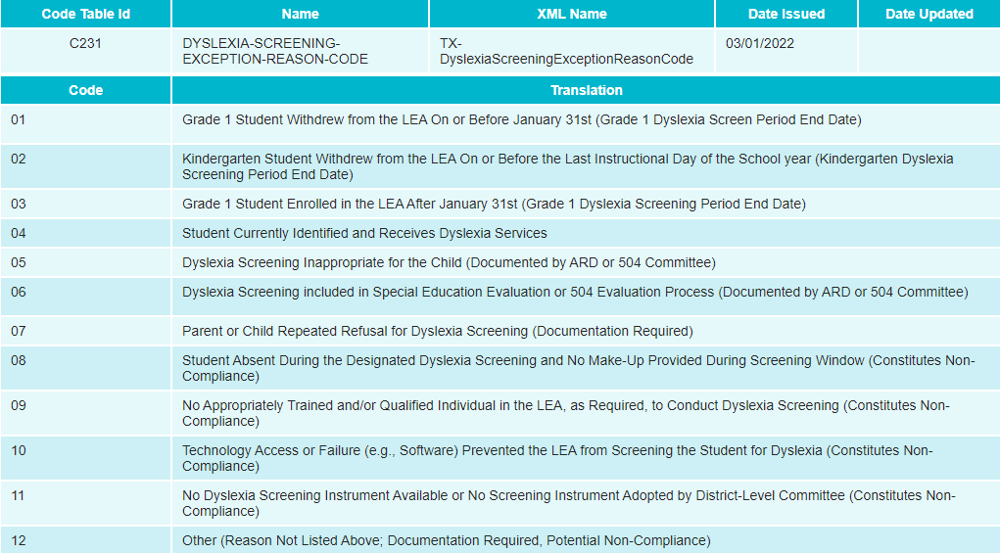 Code Table Id Name XML Name Date Issued Date Updated
C231 DYSLEXIA-SCREENING- TX- 03/01/2022
EXCEPTION-REASON-CODE DyslexiaScreeningExceptionReasonCode
Code Translation
01 Grade 1 Student Withdrew from the LEA On or Before January 31st (Grade 1 Dyslexia Screen Period End Date)
02 Kindergarten Student Withdrew from the LEA On or Before the Last Instructional Day of the School year (Kindergarten Dyslexia
Screening Period End Date)
03 Grade 1 Student Enrolled in the LEA After January 31st (Grade 1 Dyslexia Screening Period End Date)
04 Student Currently Identified and Receives Dyslexia Services
05 Dyslexia Screening Inappropriate for the Child (Documented by ARD or 504 Committee)
06 Dyslexia Screening included in Special Education Evaluation or 504 Evaluation Process (Documented by ARD or 504 Committee)
07 Parent or Child Repeated Refusal for Dyslexia Screening (Documentation Required)
08 Student Absent During the Designated Dyslexia Screening and No Make-Up Provided During Screening Window (Constitutes Non-
Compliance)
09 No Appropriately Trained and/or Qualified Individual in the LEA, as Required, to Conduct Dyslexia Screening (Constitutes Non-
Compliance)
10 Technology Access or Failure (e.g., Software) Prevented the LEA from Screening the Student for Dyslexia (Constitutes Non-
Compliance)
11 No Dyslexia Screening Instrument Available or No Screening Instrument Adopted by District-Level Committee (Constitutes Non-
Compliance)
12 Other (Reason Not Listed Above; Documentation Required, Potential Non-Compliance)